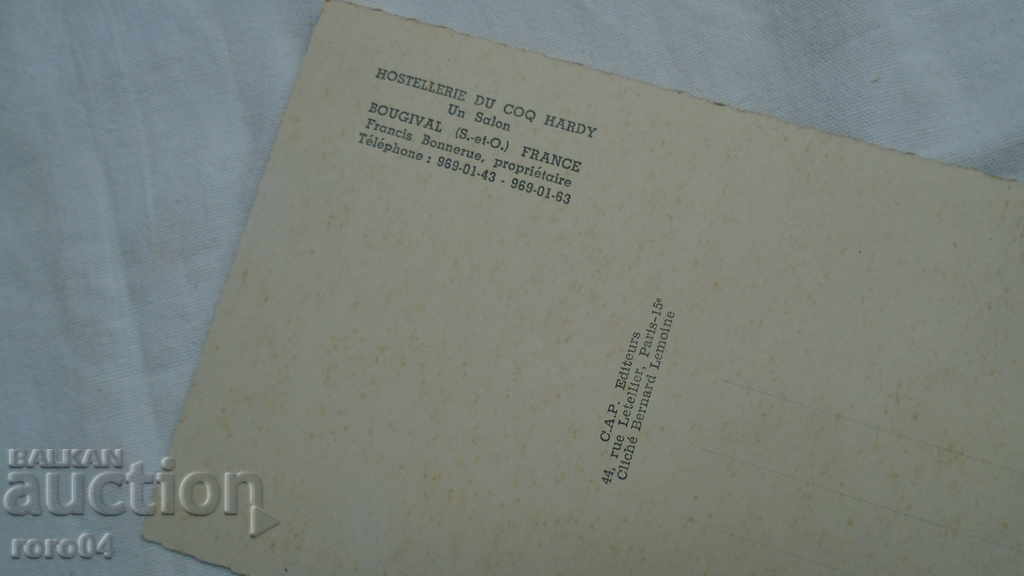 HOSTELLERIE DU COQ HARDY
Un Salon
BOUGIVAL (S.-et-O.) FRANCE
Francis Bonnerue, propriétaire
Téléphone : 969-01-43 - 969-01-63
C.A.P. Editeurs
44, rue Letellier, Paris-15e
Cliché Bernard Lemoine
BALKAN
auction
roro04